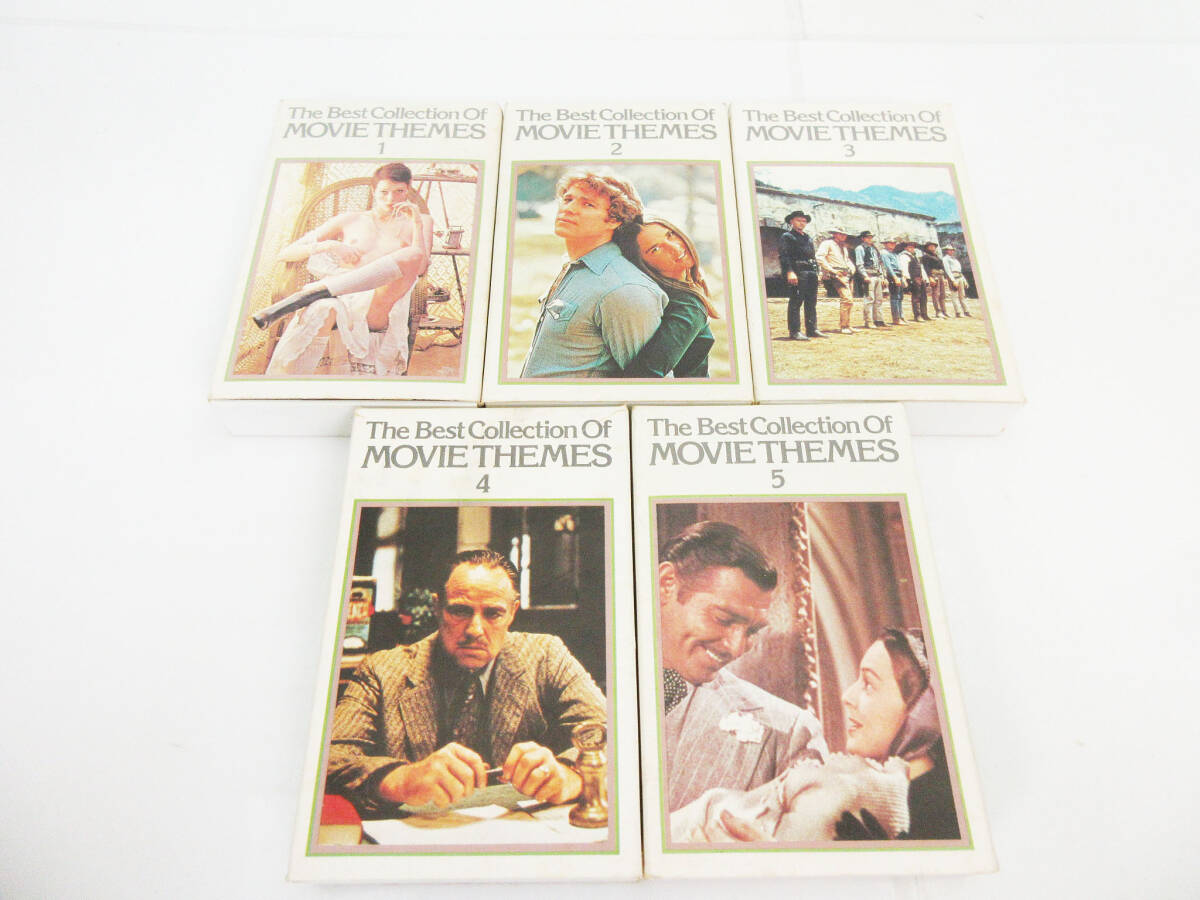 The Best Collection Of
MOVIE THEMES
1
The Best Collection Of
MOVIE THEMES
2
The Best Collection Of
MOVIE THEMES
3
The Best Collection Of
MOVIE THEMES
4
The Best Collection Of
MOVIE THEMES
5